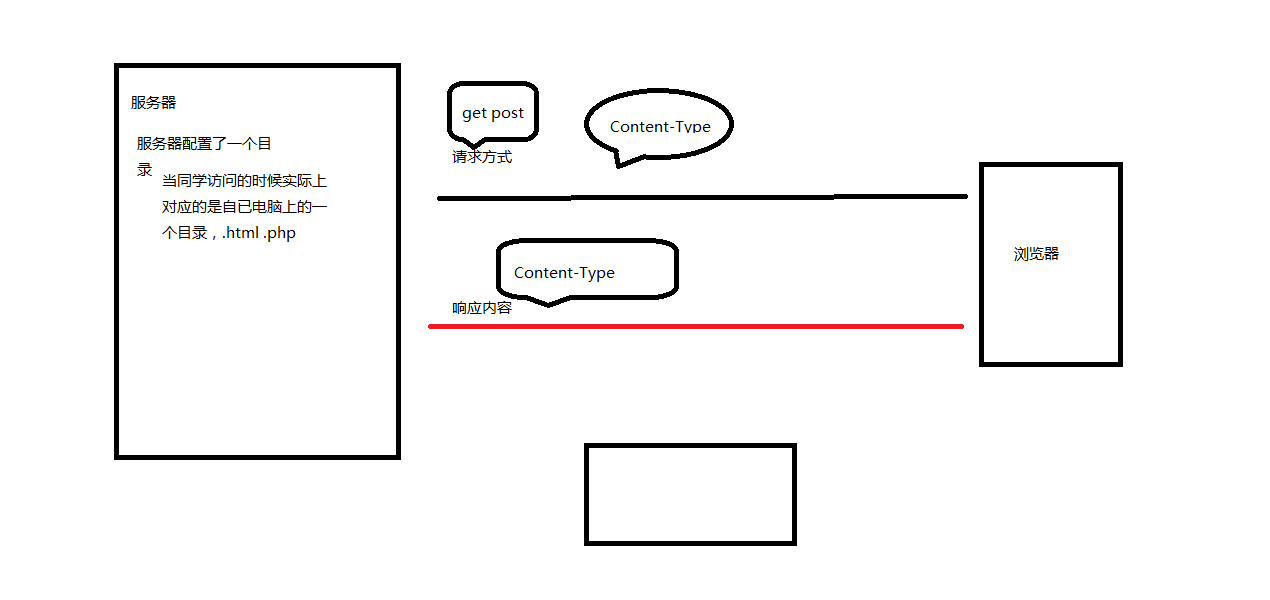 服务器
服务器配置了一个目
录
当同学访问的时候实际上
对应的是自已电脑上的一
个目录，.html .php
get post
请求方式
Content-Type
Content-Type
响应内容
浏览器